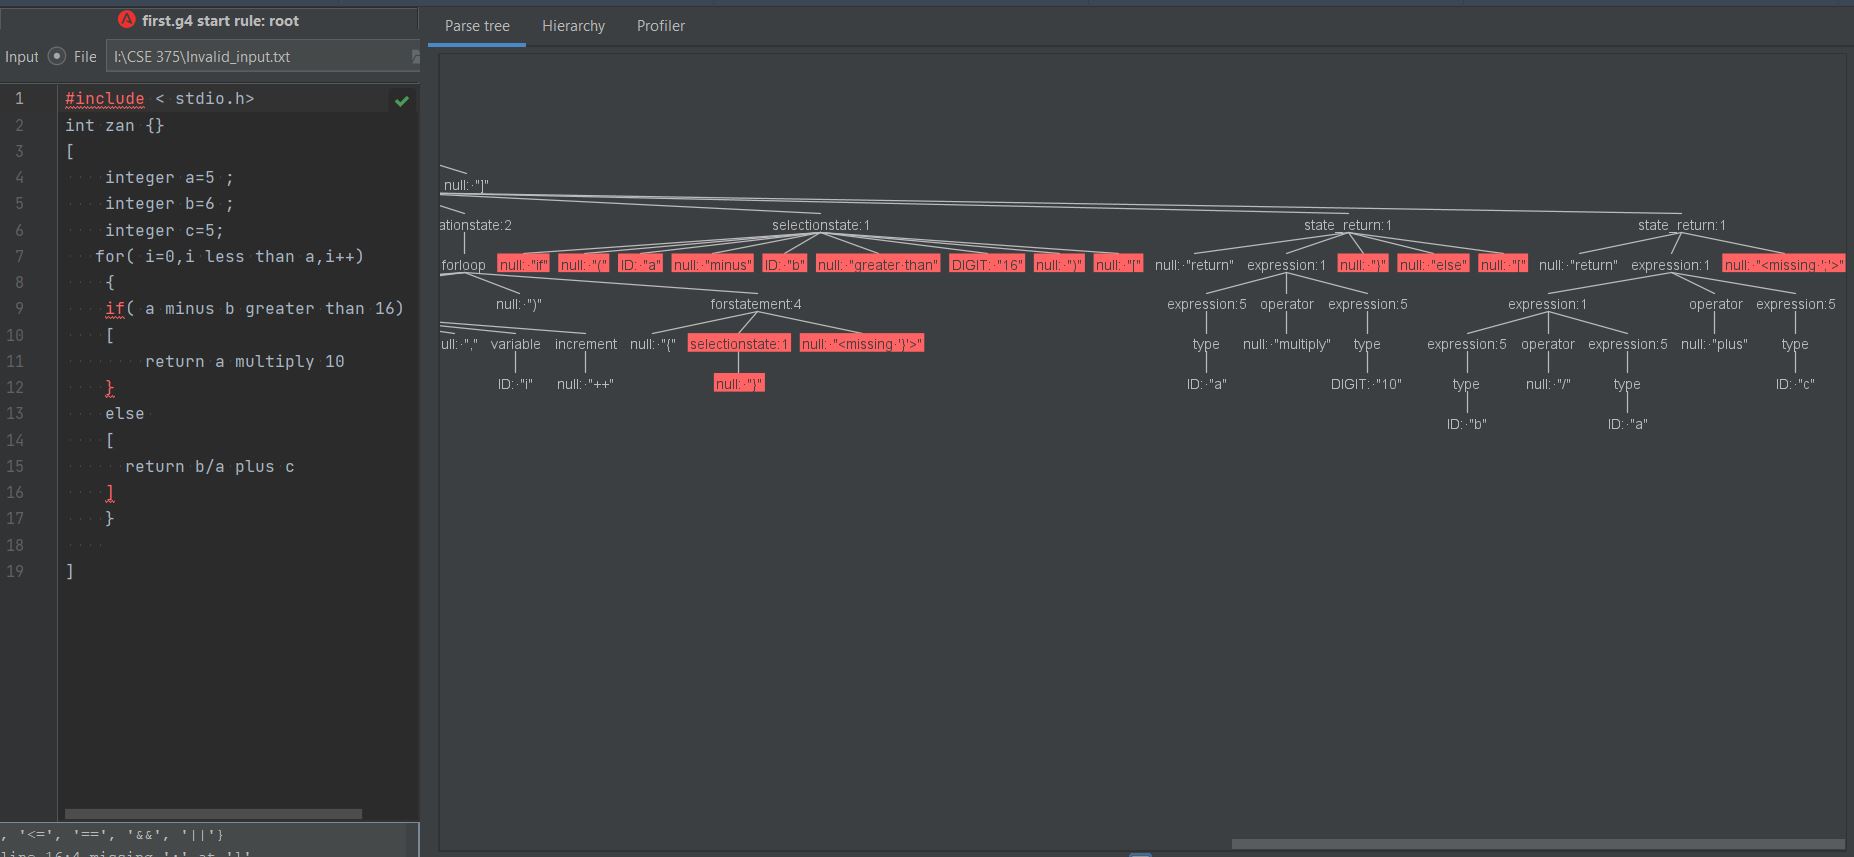 first.g4 start rule: root
Input File I:\CSE 375\Invalid_input.txt
1 #include < stdio.h>
2 int zan {}
3 [
4 integer a=5 ;
5 integer b=6 ;
6 integer c=5;
7 for( i=0,i less than a,i++)
8 {
9 if( a minus b greater than 16)
10 [
11 return a multiply 10
12 }
13 else
14 [
15 return b/a plus c
16 ]
17 }
18
19 ]
, '<=', '==', '&&', '||'}
line 16:4 missing ';' at ']'
Parse tree Hierarchy Profiler
null: "]"
ationstate:2 selectionstate:1 state_return:1 state_return:1
forloop null: "if" null: "(" ID: "a" null: "minus" ID: "b" null: "greater than" DIGIT: "16" null: ")" null: "[" null: "return" expression:1 null: "}" null: "else" null: "[" null: "return" expression:1 null: "<missing ';'>"
null: ")" forstatement:4 expression:5 operator expression:5 expression:1 operator expression:5
ull: "," variable increment null: "{" selectionstate:1 null: "<missing '}'>" type null: "multiply" type expression:5 operator expression:5 null: "plus" type
ID: "i" null: "++" null: "}" ID: "a" DIGIT: "10" type null: "/" type ID: "c"
ID: "b" ID: "a"